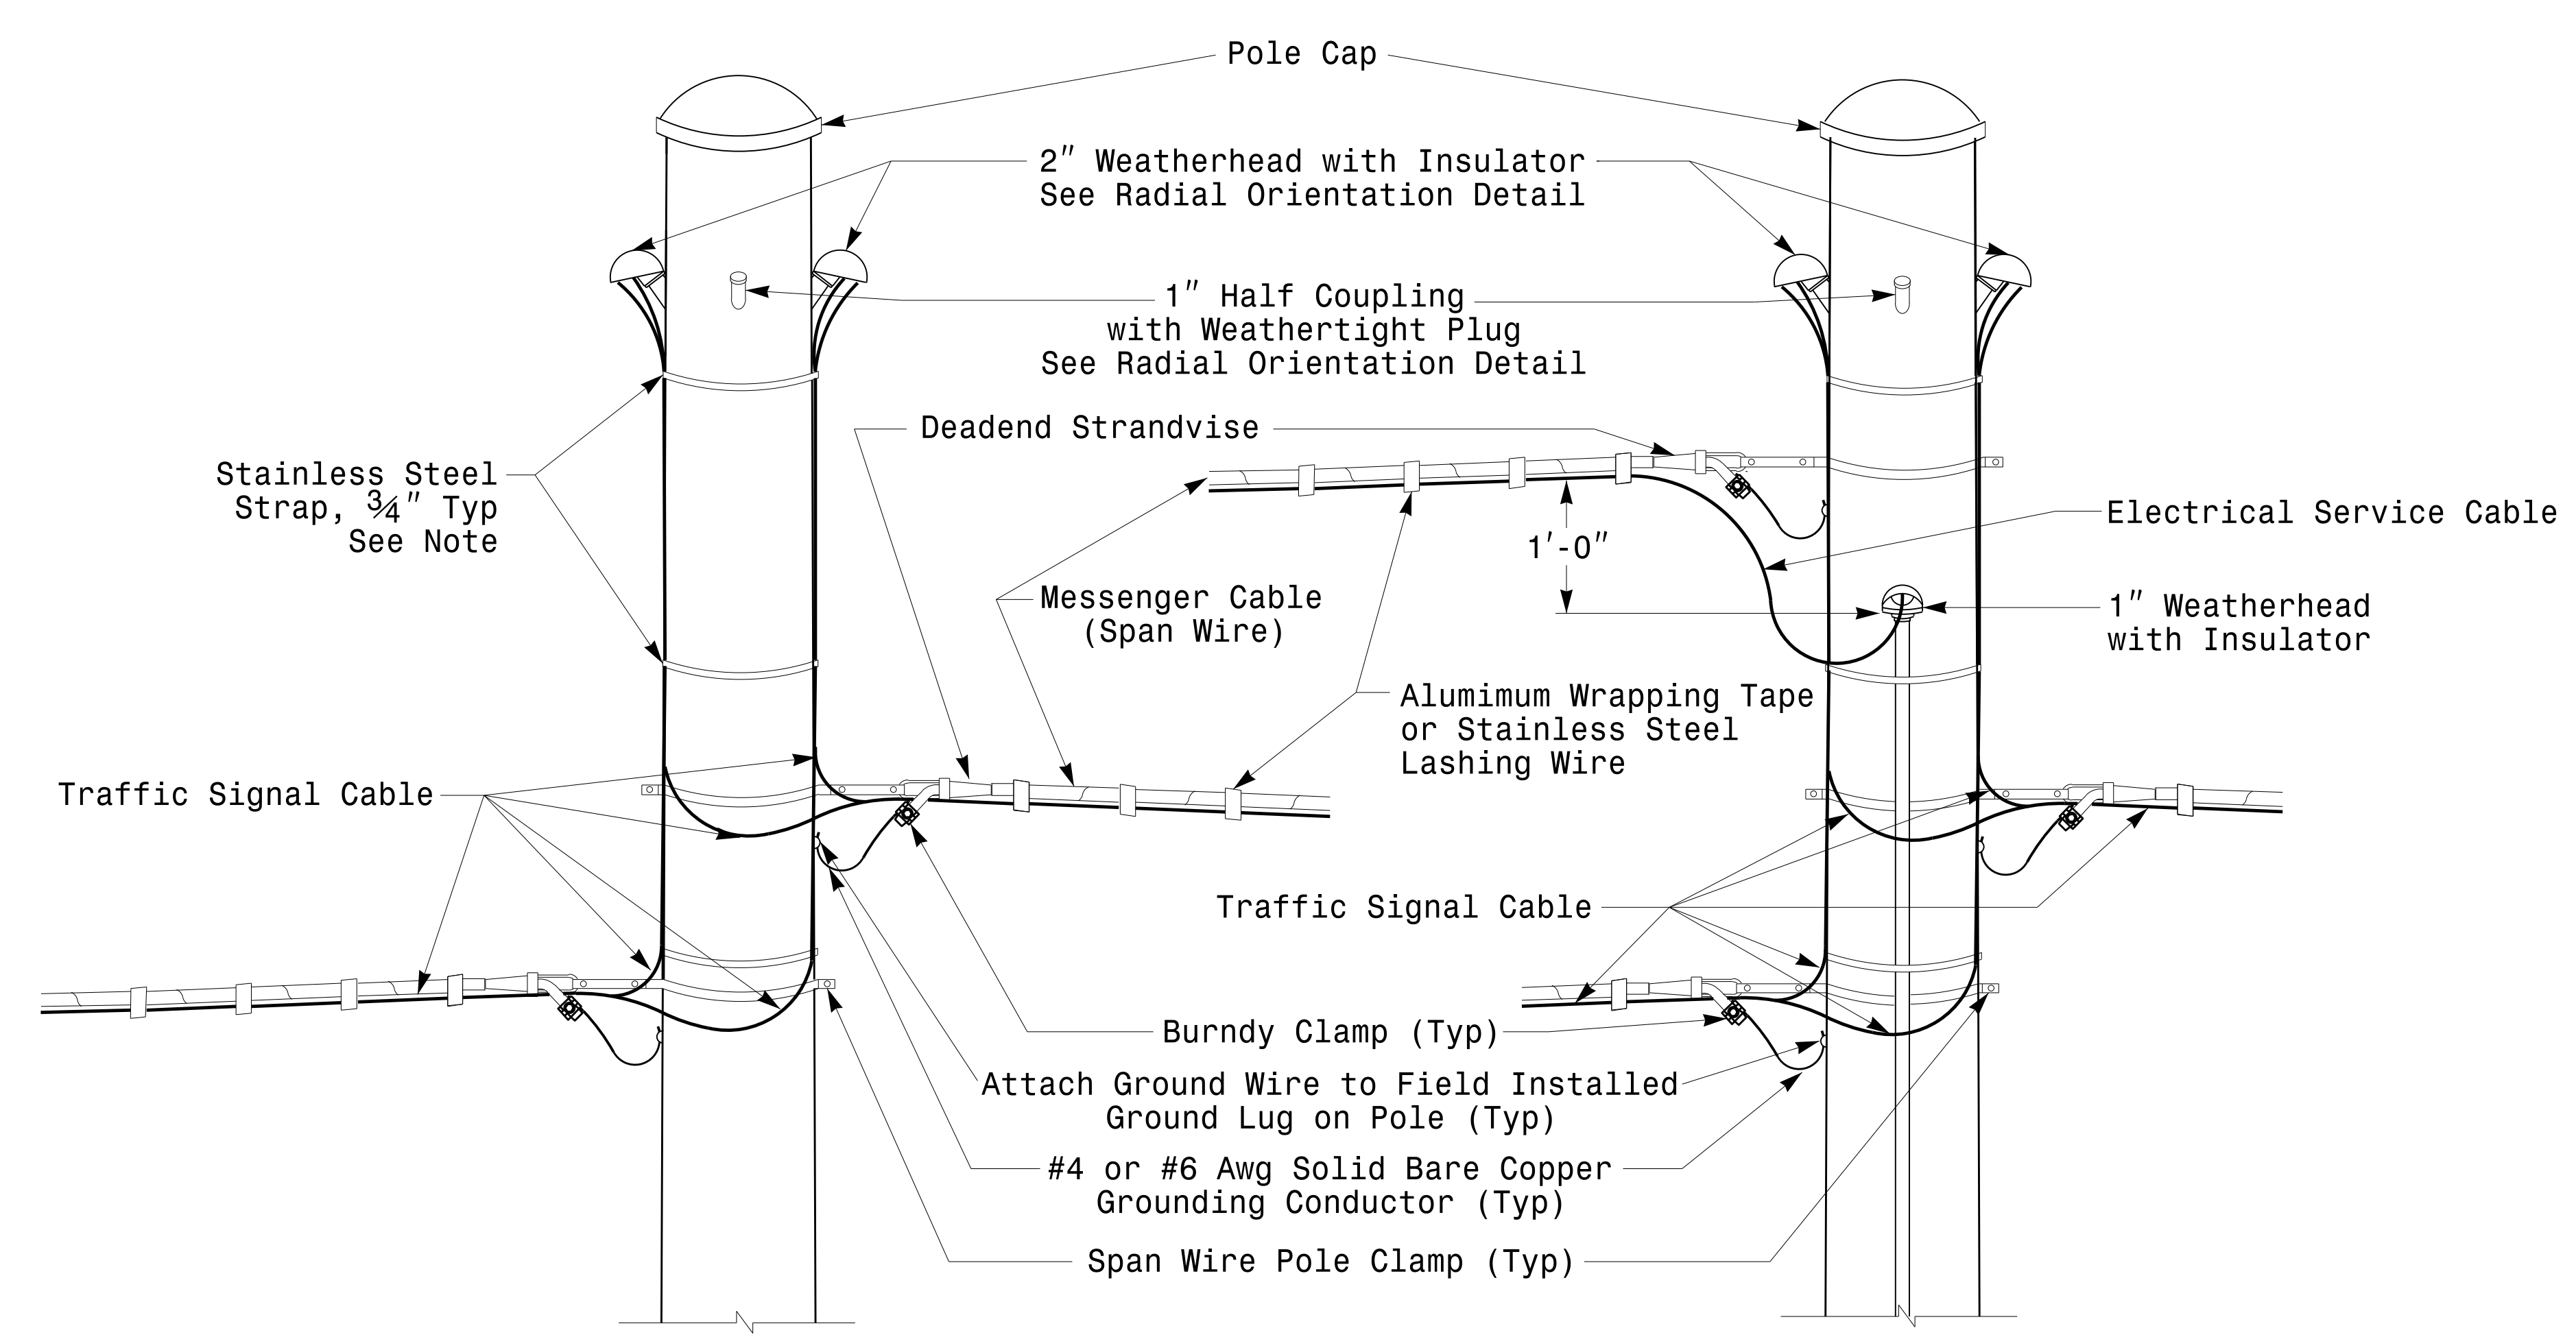 Pole Cap
2" Weatherhead with Insulator
See Radial Orientation Detail
1" Half Coupling
with Weathertight Plug
See Radial Orientation Detail
Deadend Strandvise
Stainless Steel
Strap, ¾" Typ
See Note
Electrical Service Cable
1'-0"
Messenger Cable
(Span Wire)
1" Weatherhead
with Insulator
Alumimum Wrapping Tape
or Stainless Steel
Lashing Wire
Traffic Signal Cable
Traffic Signal Cable
Burndy Clamp (Typ)
Attach Ground Wire to Field Installed
Ground Lug on Pole (Typ)
#4 or #6 Awg Solid Bare Copper
Grounding Conductor (Typ)
Span Wire Pole Clamp (Typ)